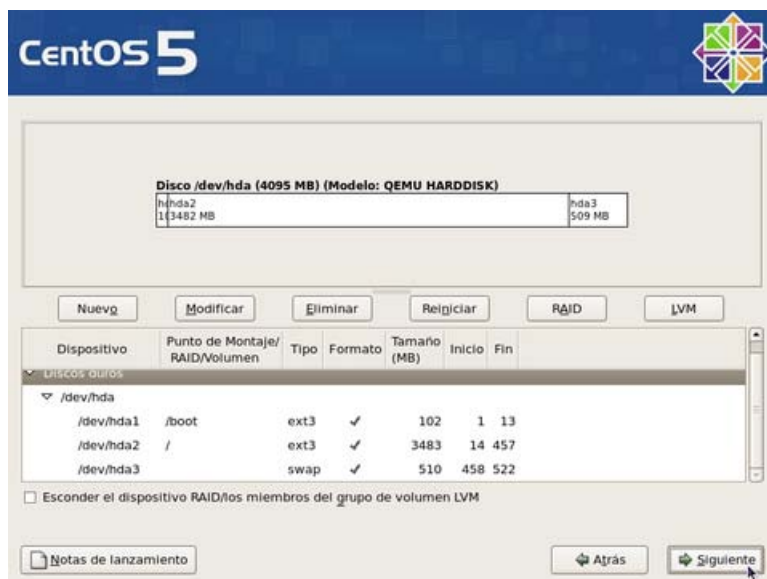 CentOS 5
Disco /dev/hda (4095 MB) (Modelo: QEMU HARDDISK)
hda2
3482 MB
hda3
509 MB
Nuevo
Modificar
Eliminar
Reiniciar
RAID
LVM
Dispositivo
Punto de Montaje/
RAID/Volumen
Tipo
Formato
Tamaño
(MB)
Inicio
Fin
Discos duros
/dev/hda
/dev/hda1 /boot ext3 102 1 13
/dev/hda2 / ext3 3483 14 457
/dev/hda3 swap 510 458 522
Esconder el dispositivo RAID/los miembros del grupo de volumen LVM
Notas de lanzamiento
Atrás
Siguiente